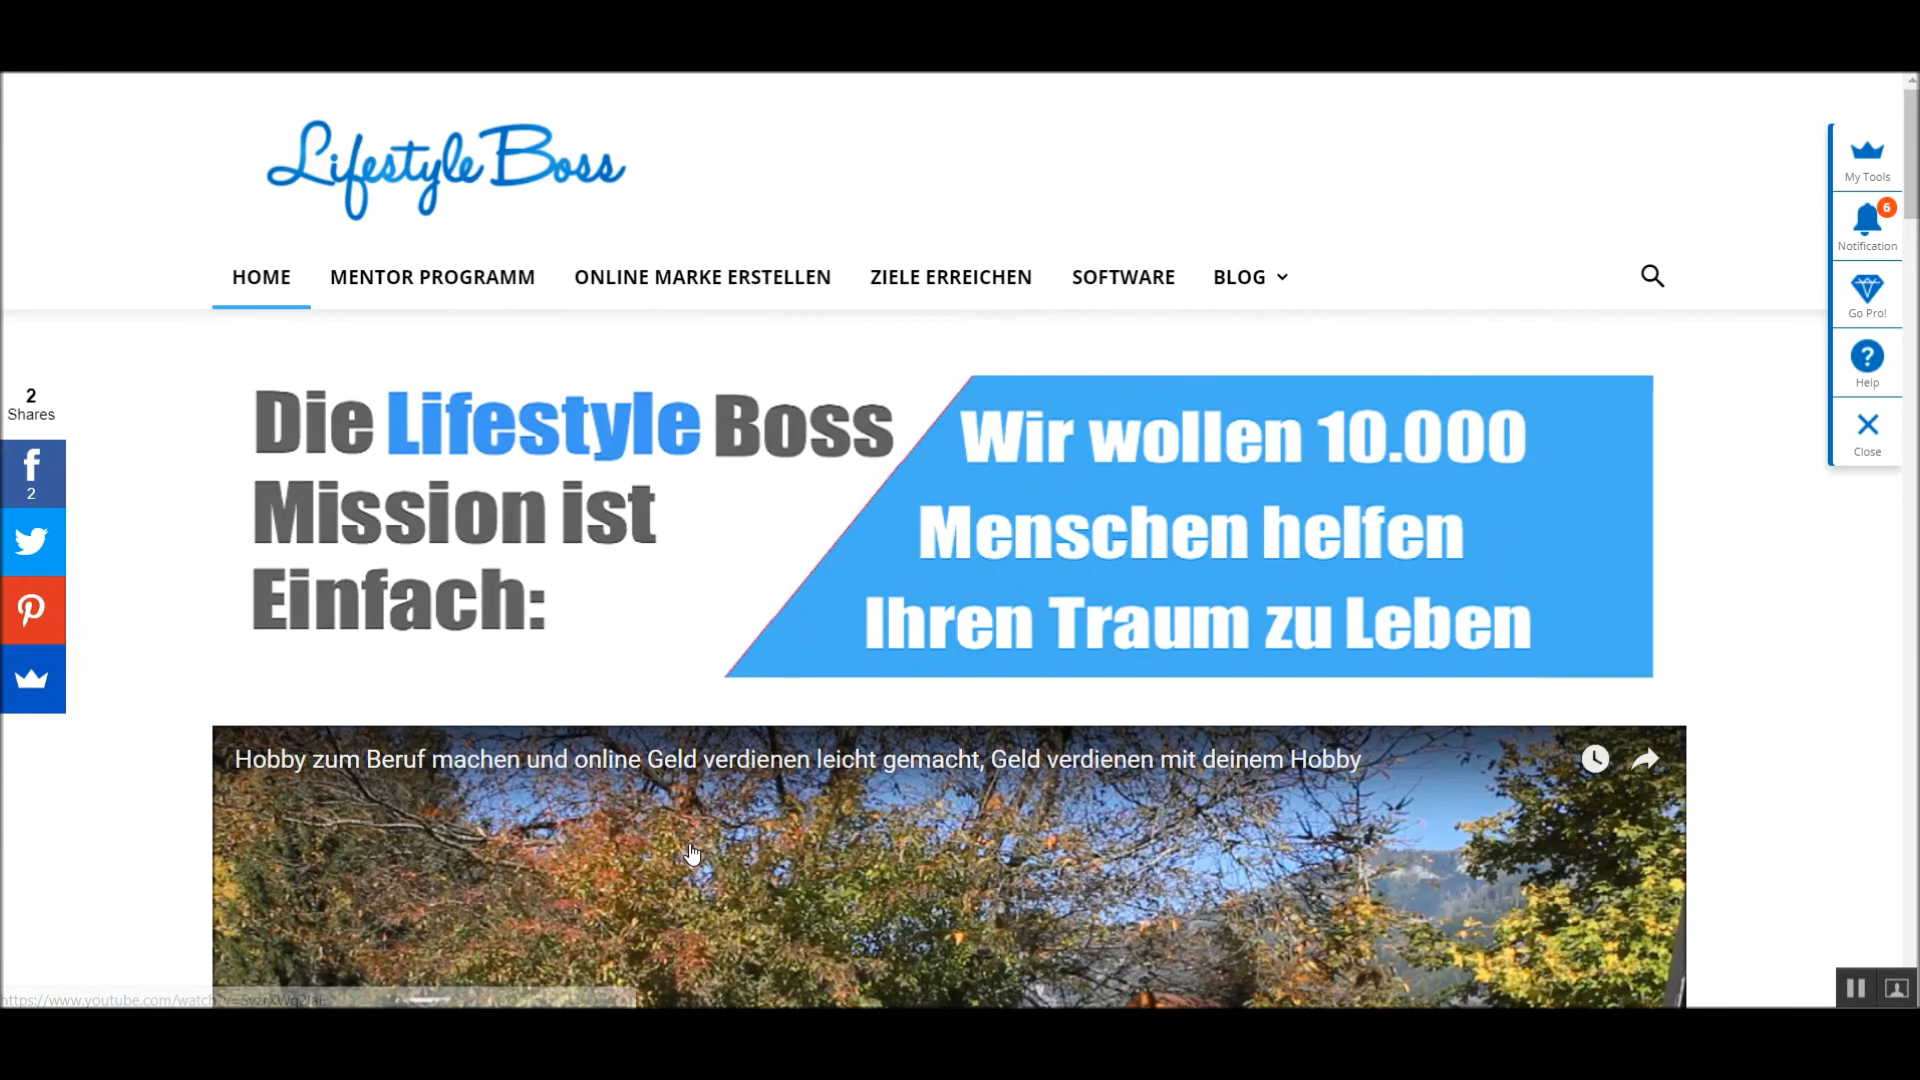 Lifestyle Boss
My Tools
6
Notification
Go Pro!
Help
Close
HOME MENTOR PROGRAMM ONLINE MARKE ERSTELLEN ZIELE ERREICHEN SOFTWARE BLOG
2
Shares
2
Die Lifestyle Boss
Mission ist
Einfach:
Wir wollen 10.000
Menschen helfen
Ihren Traum zu Leben
Hobby zum Beruf machen und online Geld verdienen leicht gemacht, Geld verdienen mit deinem Hobby